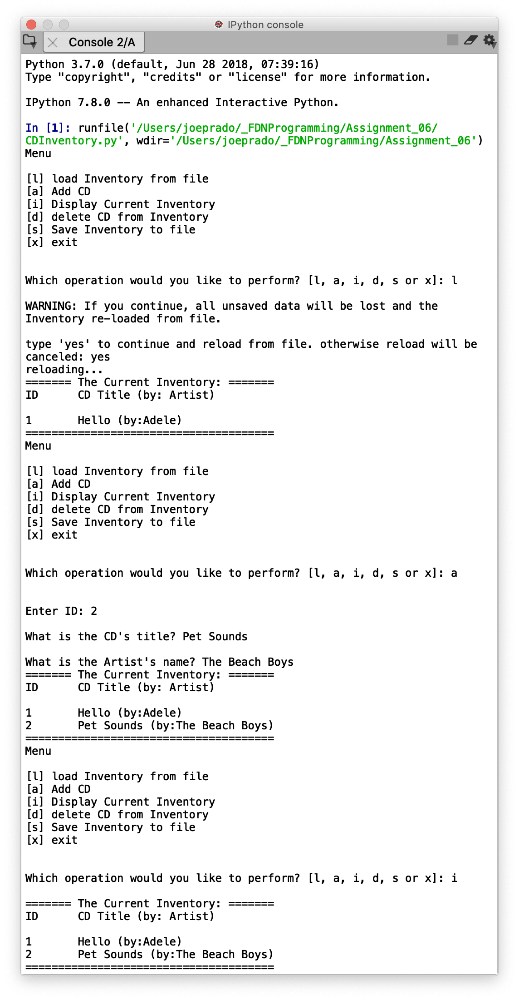 IPython console
Console 2/A
Python 3.7.0 (default, Jun 28 2018, 07:39:16)
Type "copyright", "credits" or "license" for more information.
IPython 7.8.0 -- An enhanced Interactive Python.
In [1]: runfile('/Users/joeprado/_FDNProgramming/Assignment_06/
CDInventory.py', wdir='/Users/joeprado/_FDNProgramming/Assignment_06')
Menu
[l] load Inventory from file
[a] Add CD
[i] Display Current Inventory
[d] delete CD from Inventory
[s] Save Inventory to file
[x] exit
Which operation would you like to perform? [l, a, i, d, s or x]: l
WARNING: If you continue, all unsaved data will be lost and the
Inventory re-loaded from file.
type 'yes' to continue and reload from file. otherwise reload will be
canceled: yes
reloading...
======= The Current Inventory: =======
ID      CD Title (by: Artist)
1       Hello (by:Adele)
======================================
Menu
[l] load Inventory from file
[a] Add CD
[i] Display Current Inventory
[d] delete CD from Inventory
[s] Save Inventory to file
[x] exit
Which operation would you like to perform? [l, a, i, d, s or x]: a
Enter ID: 2
What is the CD's title? Pet Sounds
What is the Artist's name? The Beach Boys
======= The Current Inventory: =======
ID      CD Title (by: Artist)
1       Hello (by:Adele)
2       Pet Sounds (by:The Beach Boys)
======================================
Menu
[l] load Inventory from file
[a] Add CD
[i] Display Current Inventory
[d] delete CD from Inventory
[s] Save Inventory to file
[x] exit
Which operation would you like to perform? [l, a, i, d, s or x]: i
======= The Current Inventory: =======
ID      CD Title (by: Artist)
1       Hello (by:Adele)
2       Pet Sounds (by:The Beach Boys)
======================================